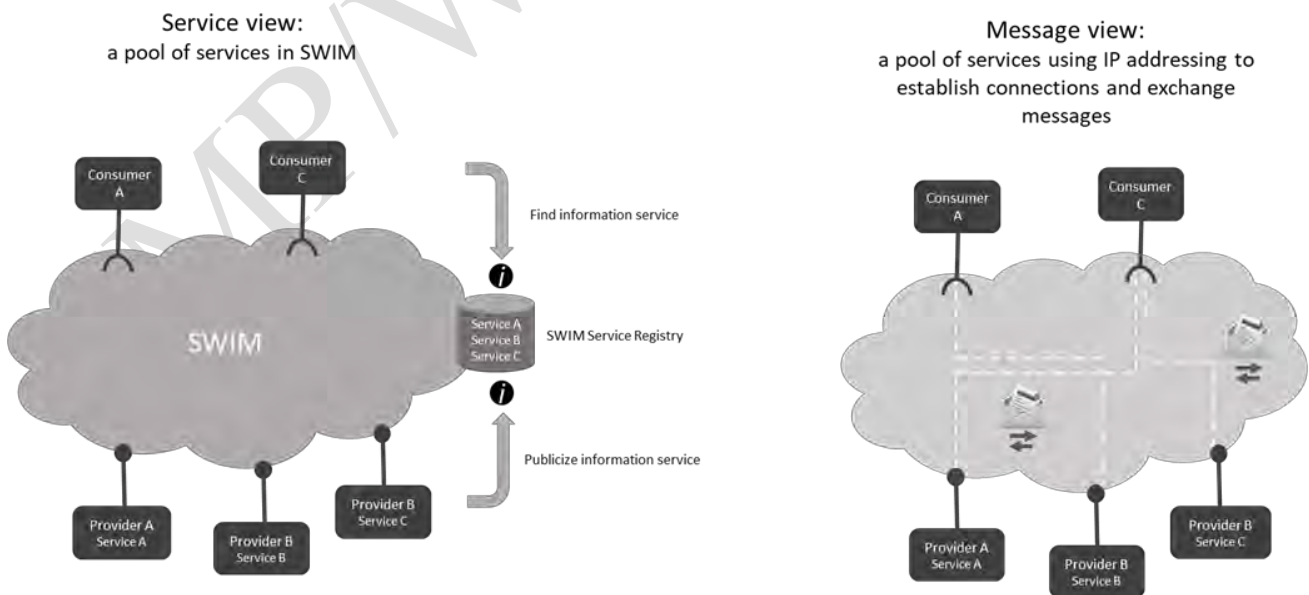 Service view:
a pool of services in SWIM
Consumer
A
Consumer
C
Find information service
i
SWIM
Service A
Service B
Service C
SWIM Service Registry
i
Publicize information service
Provider A
Service A
Provider B
Service B
Provider B
Service C
Message view:
a pool of services using IP addressing to
establish connections and exchange
messages
Consumer
A
Consumer
C
Provider A
Service A
Provider B
Service B
Provider B
Service C